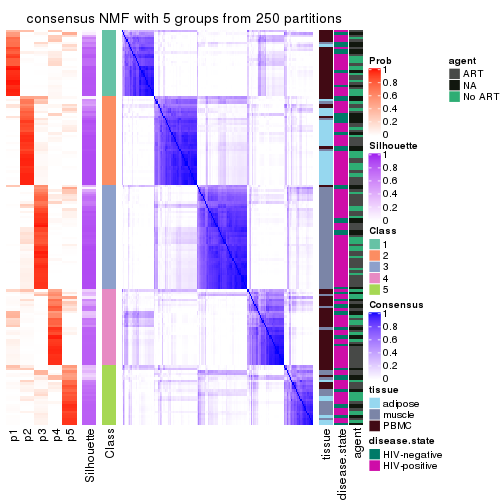 consensus NMF with 5 groups from 250 partitions
p1
p2
p3
p4
p5
Silhouette
Class
tissue
disease.state
agent
Prob
1
0.8
0.6
0.4
0.2
0
Silhouette
1
0.8
0.6
0.4
0.2
0
Class
1
2
3
4
5
Consensus
1
0.8
0.6
0.4
0.2
0
tissue
adipose
muscle
PBMC
disease.state
HIV-negative
HIV-positive
agent
ART
NA
No ART